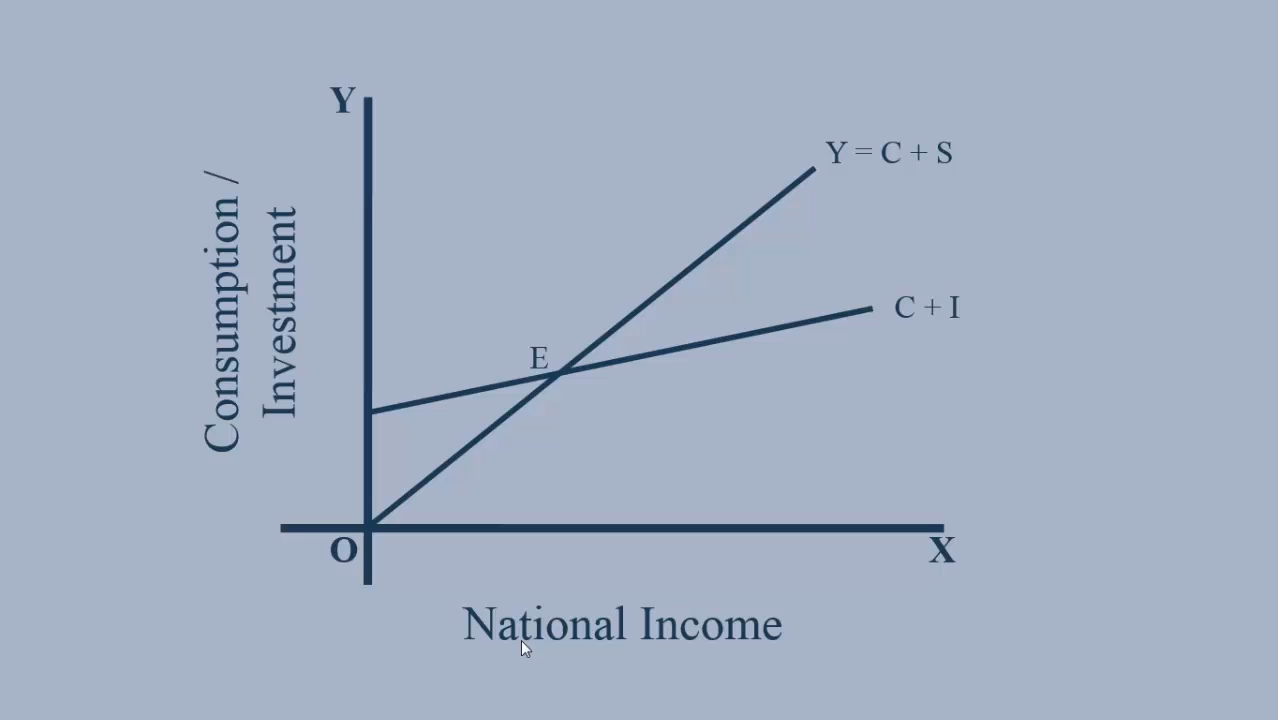 Y
Y = C + S
Consumption /
Investment
C + I
E
O
X
National Income